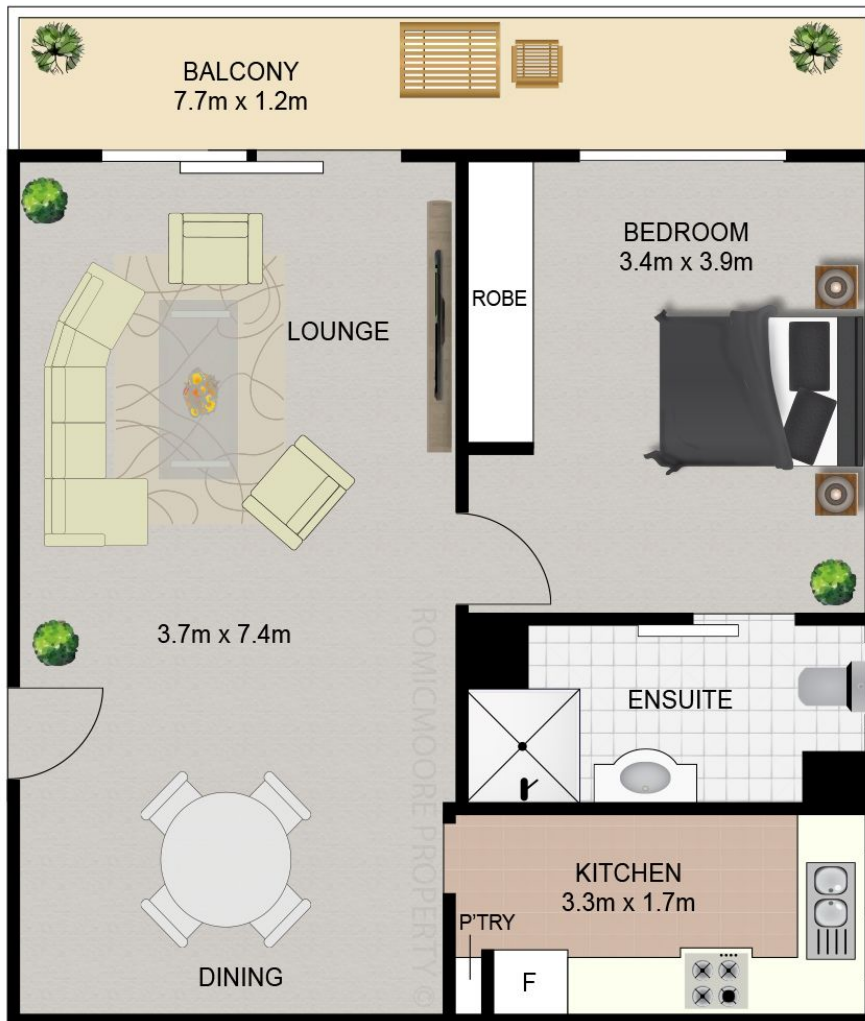 BALCONY
7.7m x 1.2m
LOUNGE
ROBE
BEDROOM
3.4m x 3.9m
3.7m x 7.4m
ENSUITE
KITCHEN
3.3m x 1.7m
P'TRY
F
DINING
ROMICMOORE PROPERTY ©